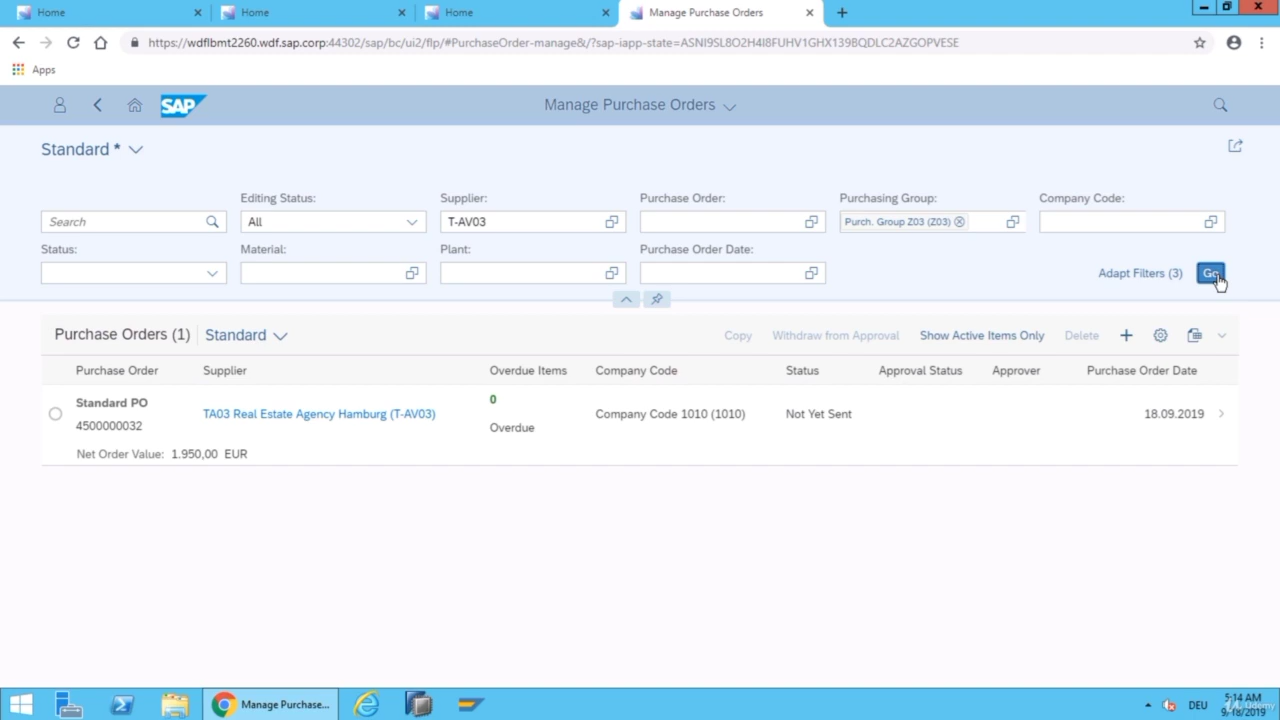 Home
Home
Home
Manage Purchase Orders
https://wdflbmt2260.wdf.sap.corp:44302/sap/bc/ui2/flp/#PurchaseOrder-manage&/?sap-iapp-state=ASNI9SL8O2H4I8FUHV1GHX139BQDLC2AZGOPVESE
Apps
SAP
Manage Purchase Orders
Standard *
Editing Status: Supplier: Purchase Order: Purchasing Group: Company Code:
Search All T-AV03 Purch. Group Z03 (Z03)
Status: Material: Plant: Purchase Order Date:
Adapt Filters (3) Go
Purchase Orders (1) Standard Copy Withdraw from Approval Show Active Items Only Delete
Purchase Order Supplier Overdue Items Company Code Status Approval Status Approver Purchase Order Date
Standard PO 0
TA03 Real Estate Agency Hamburg (T-AV03) Company Code 1010 (1010) Not Yet Sent 18.09.2019
4500000032 Overdue
Net Order Value: 1.950,00 EUR
Manage Purchase... DEU 5:14 AM
9/18/2019
Udemy